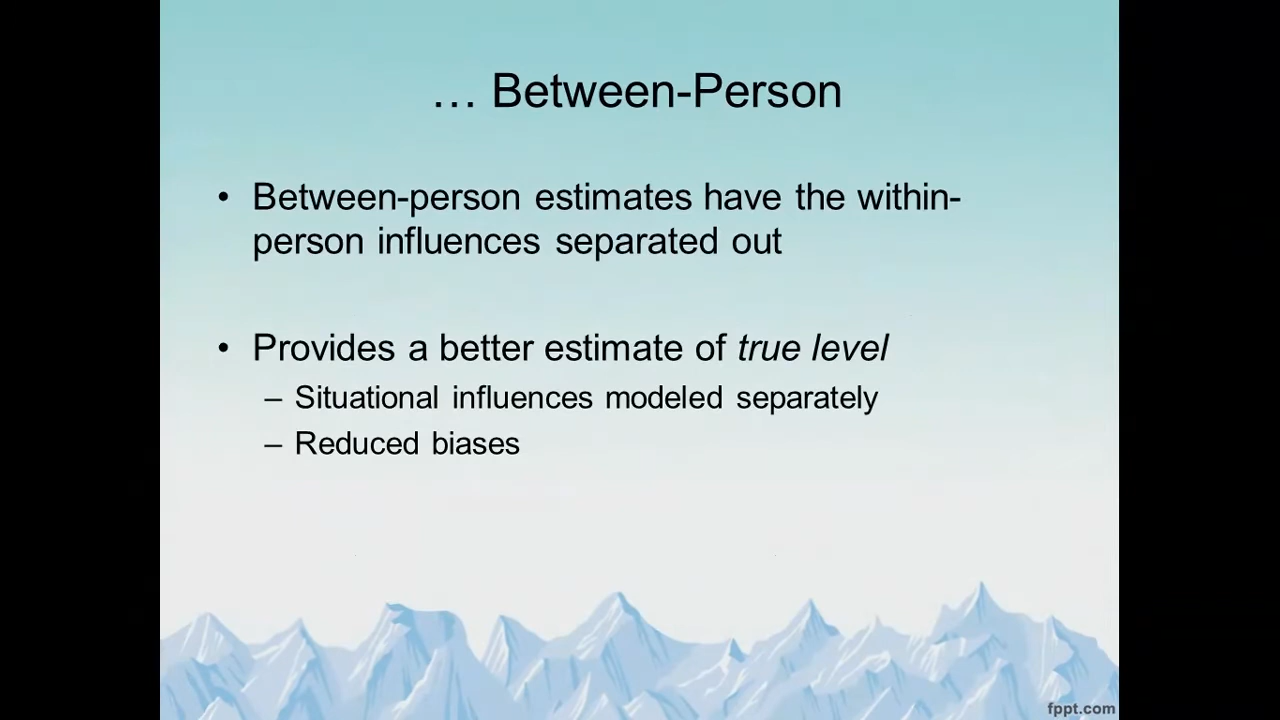 … Between-Person
• Between-person estimates have the within-
person influences separated out
• Provides a better estimate of true level
– Situational influences modeled separately
– Reduced biases
fppt.com